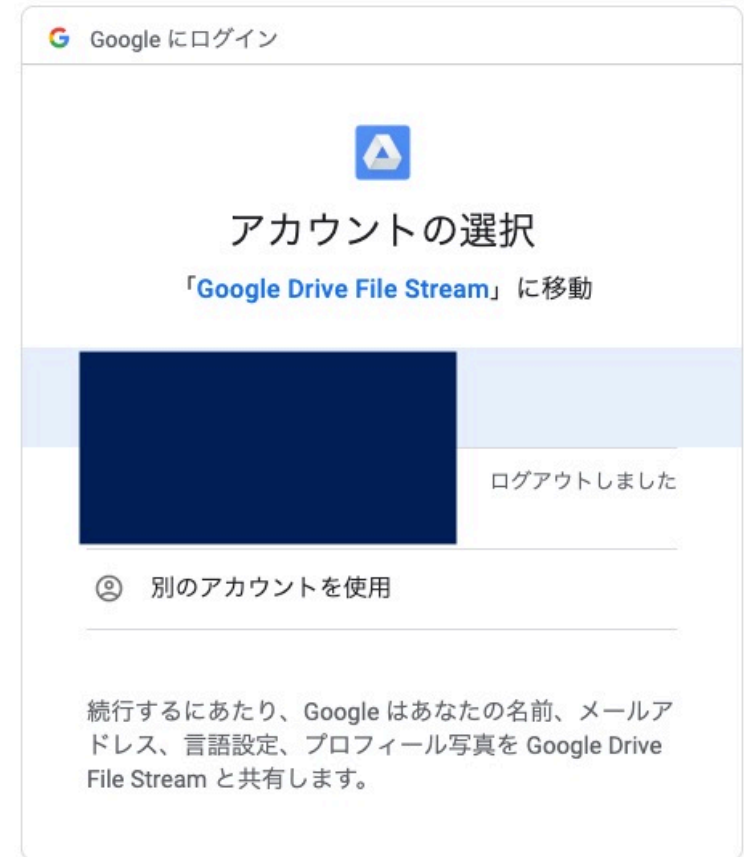 Google にログイン
アカウントの選択
「Google Drive File Stream」に移動
ログアウトしました
別のアカウントを使用
続行するにあたり、Google はあなたの名前、メールア
ドレス、言語設定、プロフィール写真を Google Drive
File Stream と共有します。